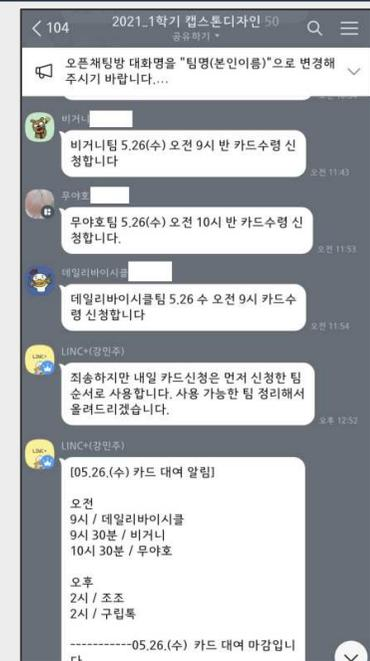 104
2021_1학기 캡스톤디자인 50
공유하기
오픈채팅방 대화명을 "팀명(본인이름)"으로 변경해
주시기 바랍니다....
비거니
비거니팀 5.26(수) 오전 9시 반 카드수령 신
청합니다
오전 11:43
무야호
무야호팀 5.26(수) 오전 10시 반 카드수령 신
청합니다.
오전 11:53
데일리바이시클
데일리바이시클팀 5.26 수 오전 9시 카드수
령 신청합니다
오전 11:54
LINC+(강민주)
죄송하지만 내일 카드신청은 먼저 신청한 팀
순서로 사용합니다. 사용 가능한 팀 정리해서
올려드리겠습니다.
오후 12:52
LINC+(강민주)
[05.26.(수) 카드 대여 알림]
오전
9시 / 데일리바이시클
9시 30분 / 비거니
10시 30분 / 무야호
오후
2시 / 조조
2시 / 구립톡
-----------05.26.(수) 카드 대여 마감입니